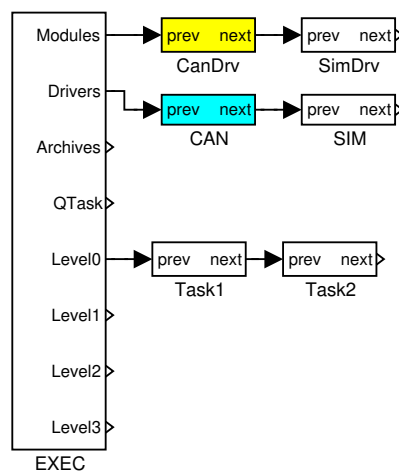 Modules
prev next
prev next
CanDrv
SimDrv
Drivers
prev next
prev next
CAN
SIM
Archives
QTask
Level0
prev next
prev next
Task1
Task2
Level1
Level2
Level3
EXEC